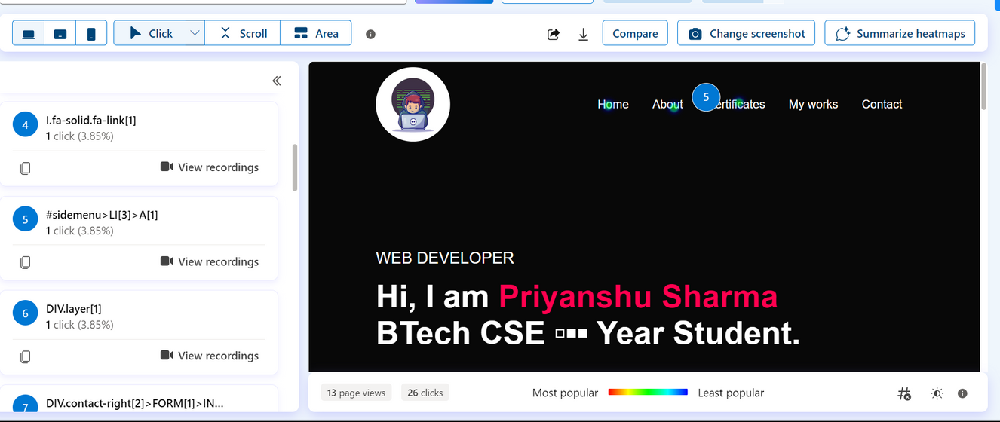 Click
Scroll
Area
Compare
Change screenshot
Summarize heatmaps
4
I.fa-solid.fa-link[1]
1 click (3.85%)
View recordings
5
#sidemenu>LI[3]>A[1]
1 click (3.85%)
View recordings
6
DIV.layer[1]
1 click (3.85%)
View recordings
7
DIV.contact-right[2]>FORM[1]>IN...
Home
About
5
ertificates
My works
Contact
WEB DEVELOPER
Hi, I am Priyanshu Sharma
BTech CSE Year Student.
13 page views
26 clicks
Most popular
Least popular